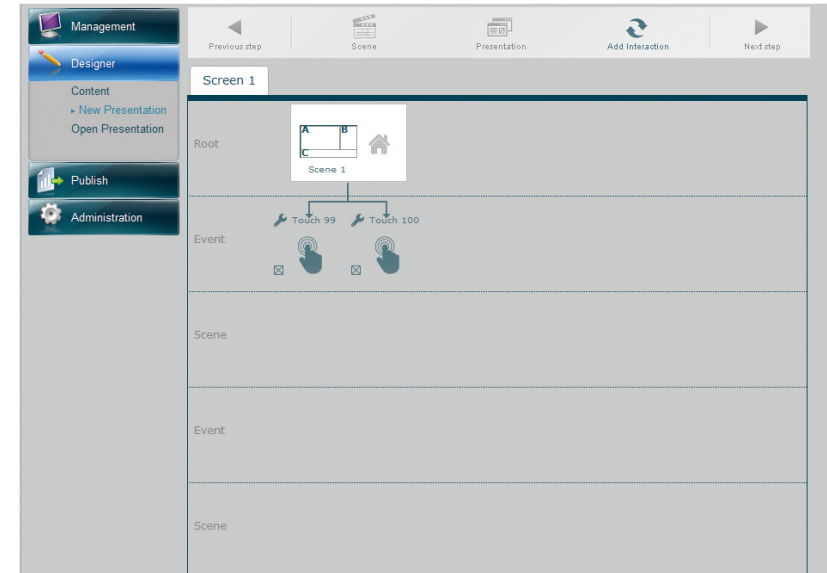 Management
Designer
Content
New Presentation
Open Presentation
Publish
Administration
Previous step
Scene
Presentation
Add Interaction
Next step
Screen 1
Root
A B
C
Scene 1
Event
Touch 99 Touch 100
Scene
Event
Scene